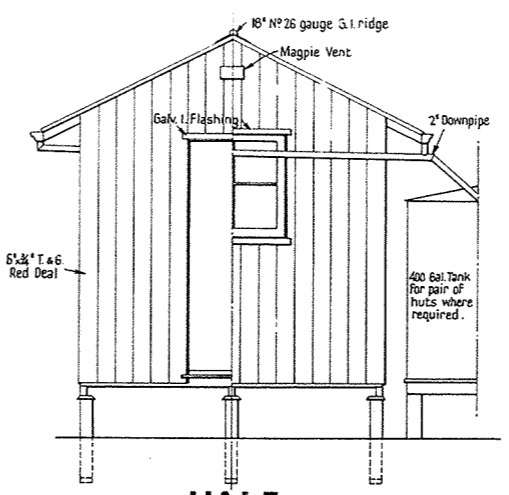 18" Nº 26 gauge G.I. ridge
Magpie Vent
Galv. I. Flashing
2" Downpipe
6"x¾" T. & G.
Red Deal
400 Gal. Tank
for pair of
huts where
required.